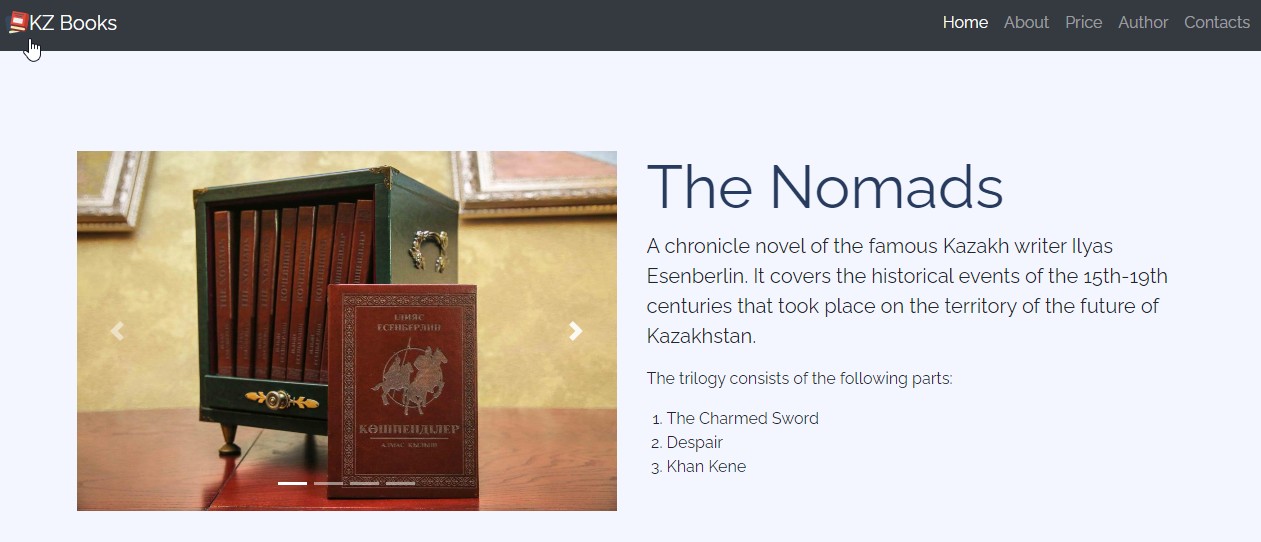 KZ Books
Home About Price Author Contacts
The Nomads
A chronicle novel of the famous Kazakh writer Ilyas
Esenberlin. It covers the historical events of the 15th-19th
centuries that took place on the territory of the future of
Kazakhstan.
The trilogy consists of the following parts:
1. The Charmed Sword
2. Despair
3. Khan Kene
ІЛИЯС
ЕСЕНБЕРЛИН
КӨШПЕНДІЛЕР